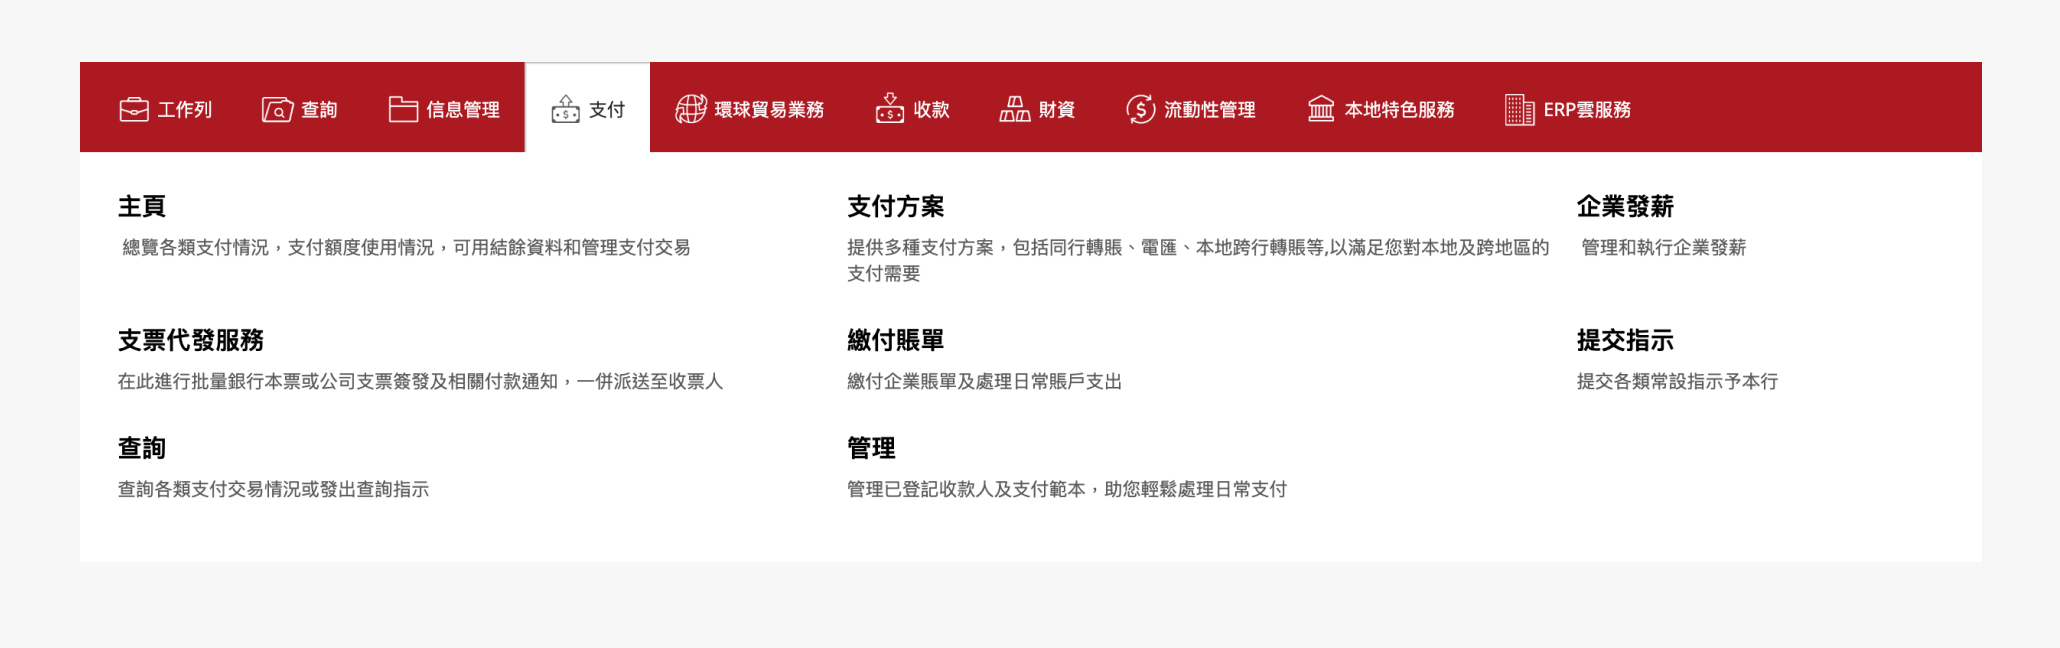 工作列 查詢 信息管理 支付 環球貿易業務 收款 財資 流動性管理 本地特色服務 ERP雲服務
主頁
總覽各類支付情況，支付額度使用情況，可用結餘資料和管理支付交易
支付方案
提供多種支付方案，包括同行轉賬、電匯、本地跨行轉賬等,以滿足您對本地及跨地區的
支付需要
企業發薪
管理和執行企業發薪
支票代發服務
在此進行批量銀行本票或公司支票簽發及相關付款通知，一併派送至收票人
繳付賬單
繳付企業賬單及處理日常賬戶支出
提交指示
提交各類常設指示予本行
查詢
查詢各類支付交易情況或發出查詢指示
管理
管理已登記收款人及支付範本，助您輕鬆處理日常支付